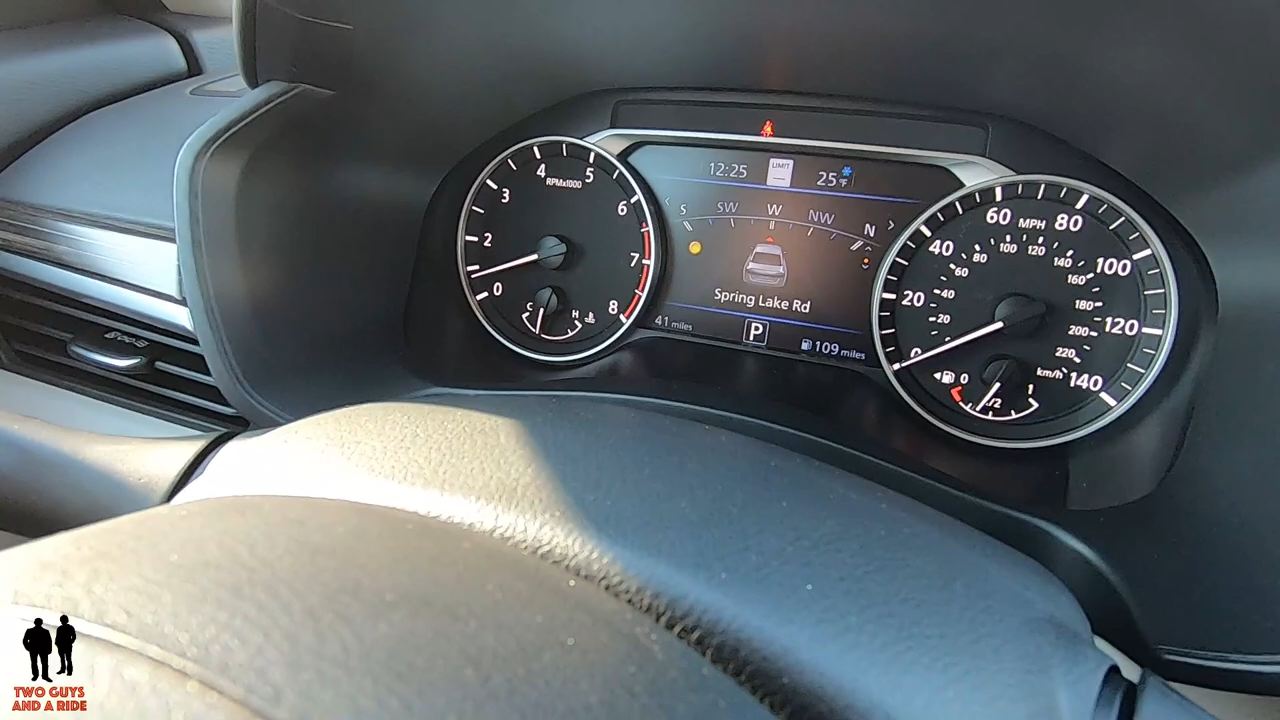 12:25
LIMIT
25°F
S SW W NW N
Spring Lake Rd
41 miles
P
109 miles
RPMx1000
0 2 3 4 5 6 7 8
C H
MPH
0 20 40 60 80 100 120 140
20 40 60 80 100 120 140 160 180 200 220
km/h
0 1/2 1
TWO GUYS
AND A RIDE